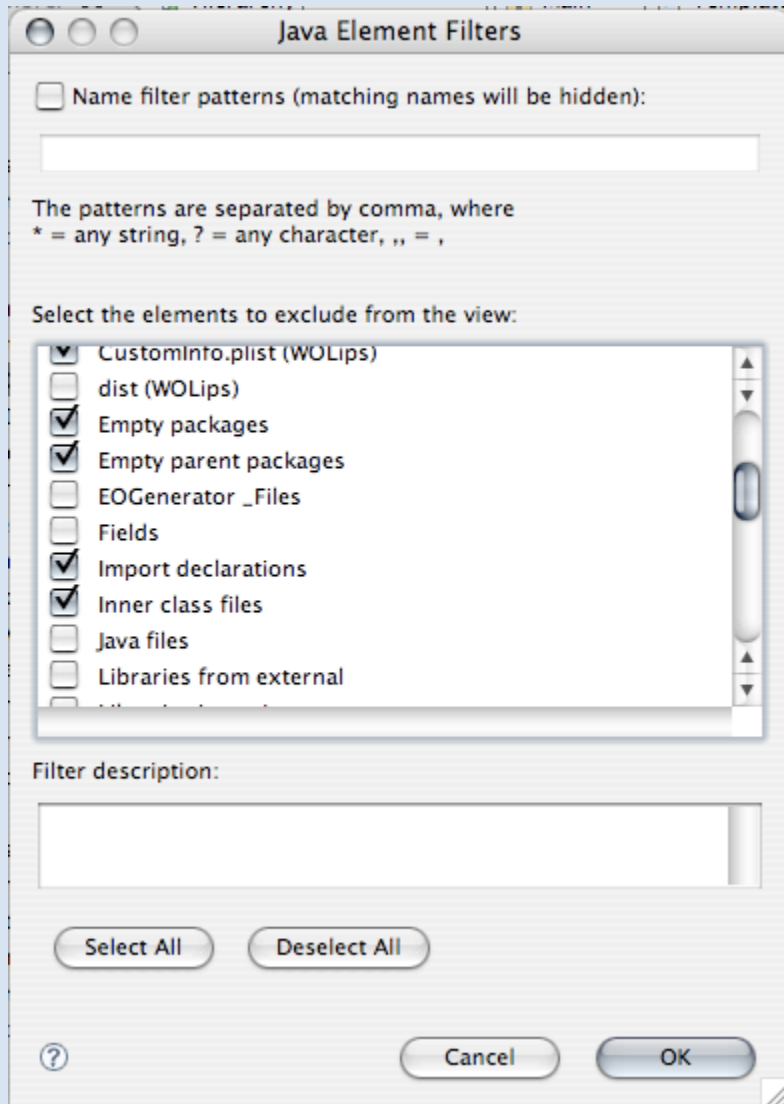 Java Element Filters
Name filter patterns (matching names will be hidden):
The patterns are separated by comma, where
* = any string, ? = any character, ,, = ,
Select the elements to exclude from the view:
CustomInfo.plist (WOLips)
dist (WOLips)
Empty packages
Empty parent packages
EOGenerator _Files
Fields
Import declarations
Inner class files
Java files
Libraries from external
Filter description:
Select All
Deselect All
?
Cancel
OK